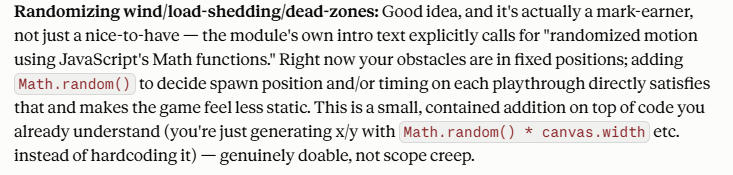 Randomizing wind/load-shedding/dead-zones: Good idea, and it's actually a mark-earner,
not just a nice-to-have — the module's own intro text explicitly calls for "randomized motion
using JavaScript's Math functions." Right now your obstacles are in fixed positions; adding
Math.random() to decide spawn position and/or timing on each playthrough directly satisfies
that and makes the game feel less static. This is a small, contained addition on top of code you
already understand (you're just generating x/y with Math.random() * canvas.width etc.
instead of hardcoding it) — genuinely doable, not scope creep.